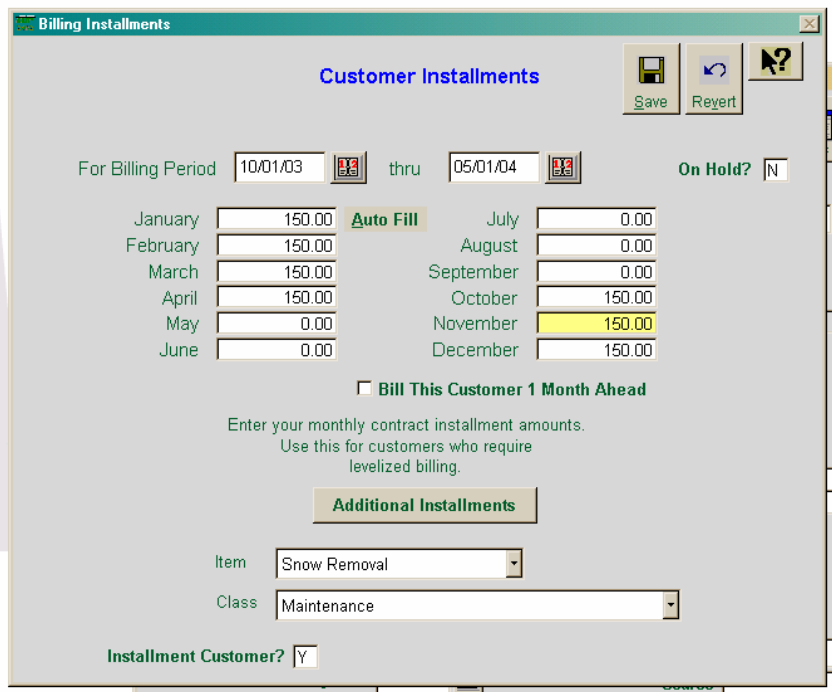 Billing Installments
Customer Installments
Save Revert
For Billing Period 10/01/03 thru 05/01/04 On Hold? N
January 150.00 Auto Fill July 0.00
February 150.00 August 0.00
March 150.00 September 0.00
April 150.00 October 150.00
May 0.00 November 150.00
June 0.00 December 150.00
Bill This Customer 1 Month Ahead
Enter your monthly contract installment amounts.
Use this for customers who require
levelized billing.
Additional Installments
Item Snow Removal
Class Maintenance
Installment Customer? Y